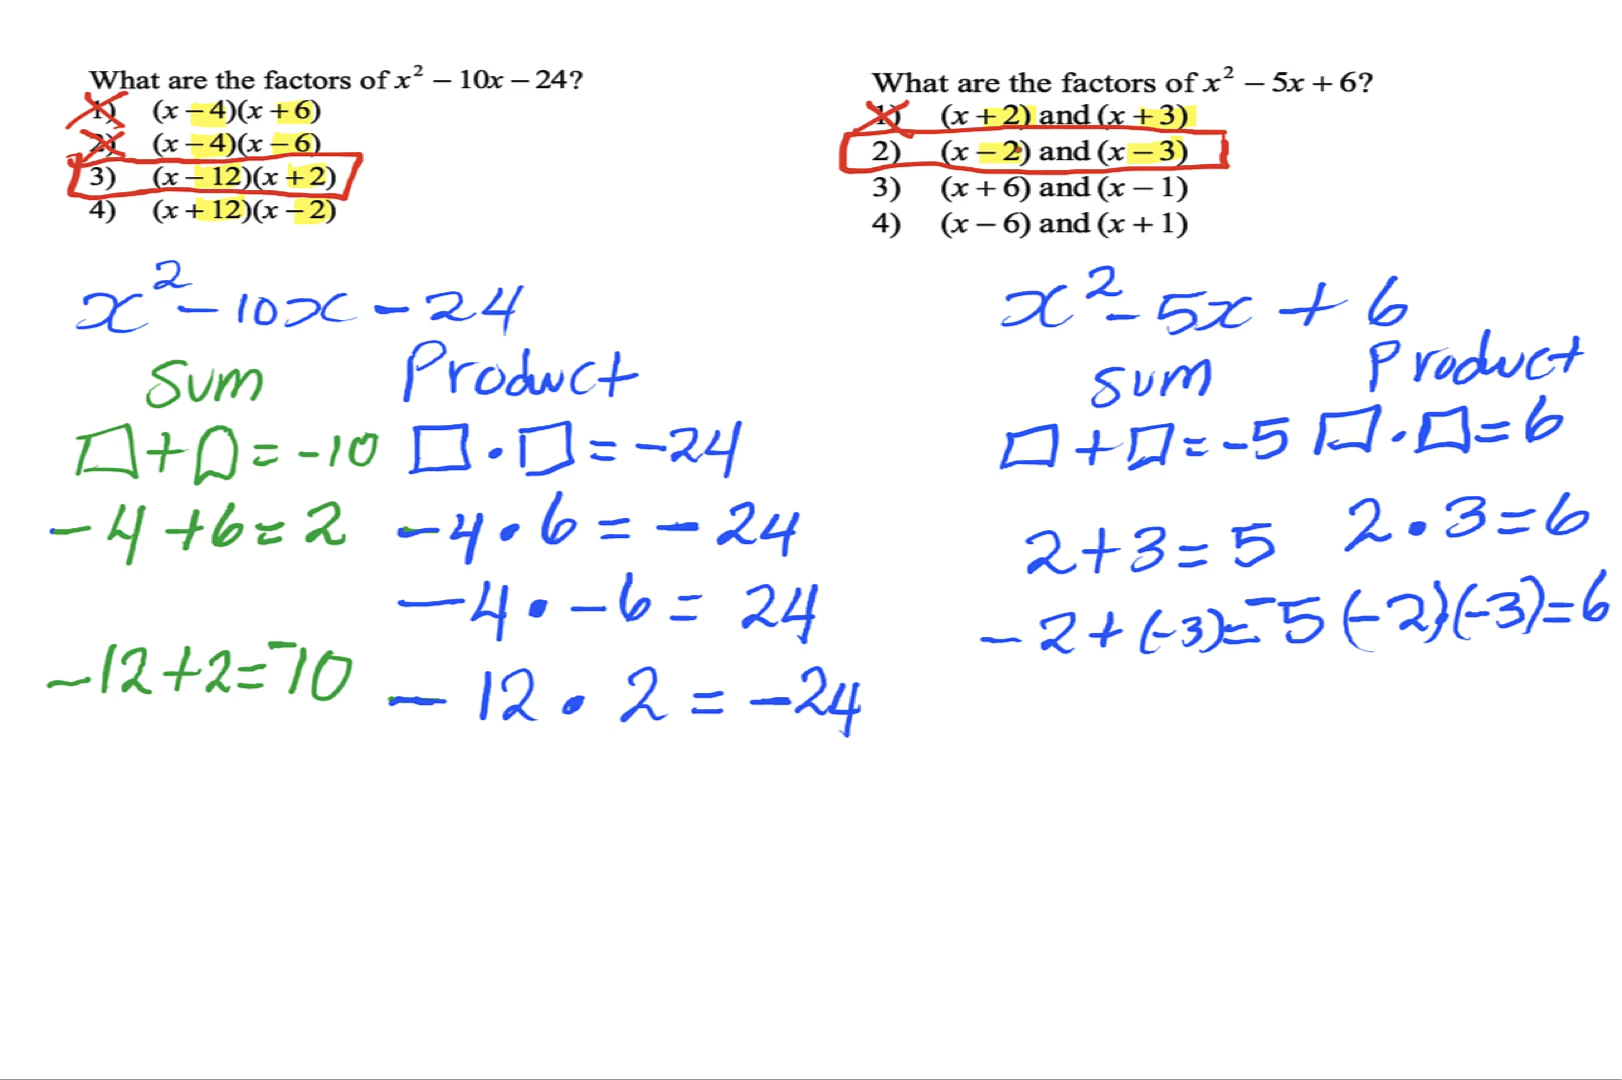 What are the factors of x² – 10x – 24?
1) (x – 4)(x + 6)
2) (x – 4)(x – 6)
3) (x – 12)(x + 2)
4) (x + 12)(x – 2)
x² – 10x – 24
Sum Product
□ + □ = -10 □ · □ = -24
-4 + 6 = 2 -4 · 6 = -24
-4 · -6 = 24
-12 + 2 = ⁻10 -12 · 2 = -24
What are the factors of x² – 5x + 6?
1) (x + 2) and (x + 3)
2) (x – 2) and (x – 3)
3) (x + 6) and (x – 1)
4) (x – 6) and (x + 1)
x² - 5x + 6
Sum Product
□ + □ = -5 □ · □ = 6
2 + 3 = 5 2 · 3 = 6
-2 + (-3) = ⁻5 (-2)(-3) = 6